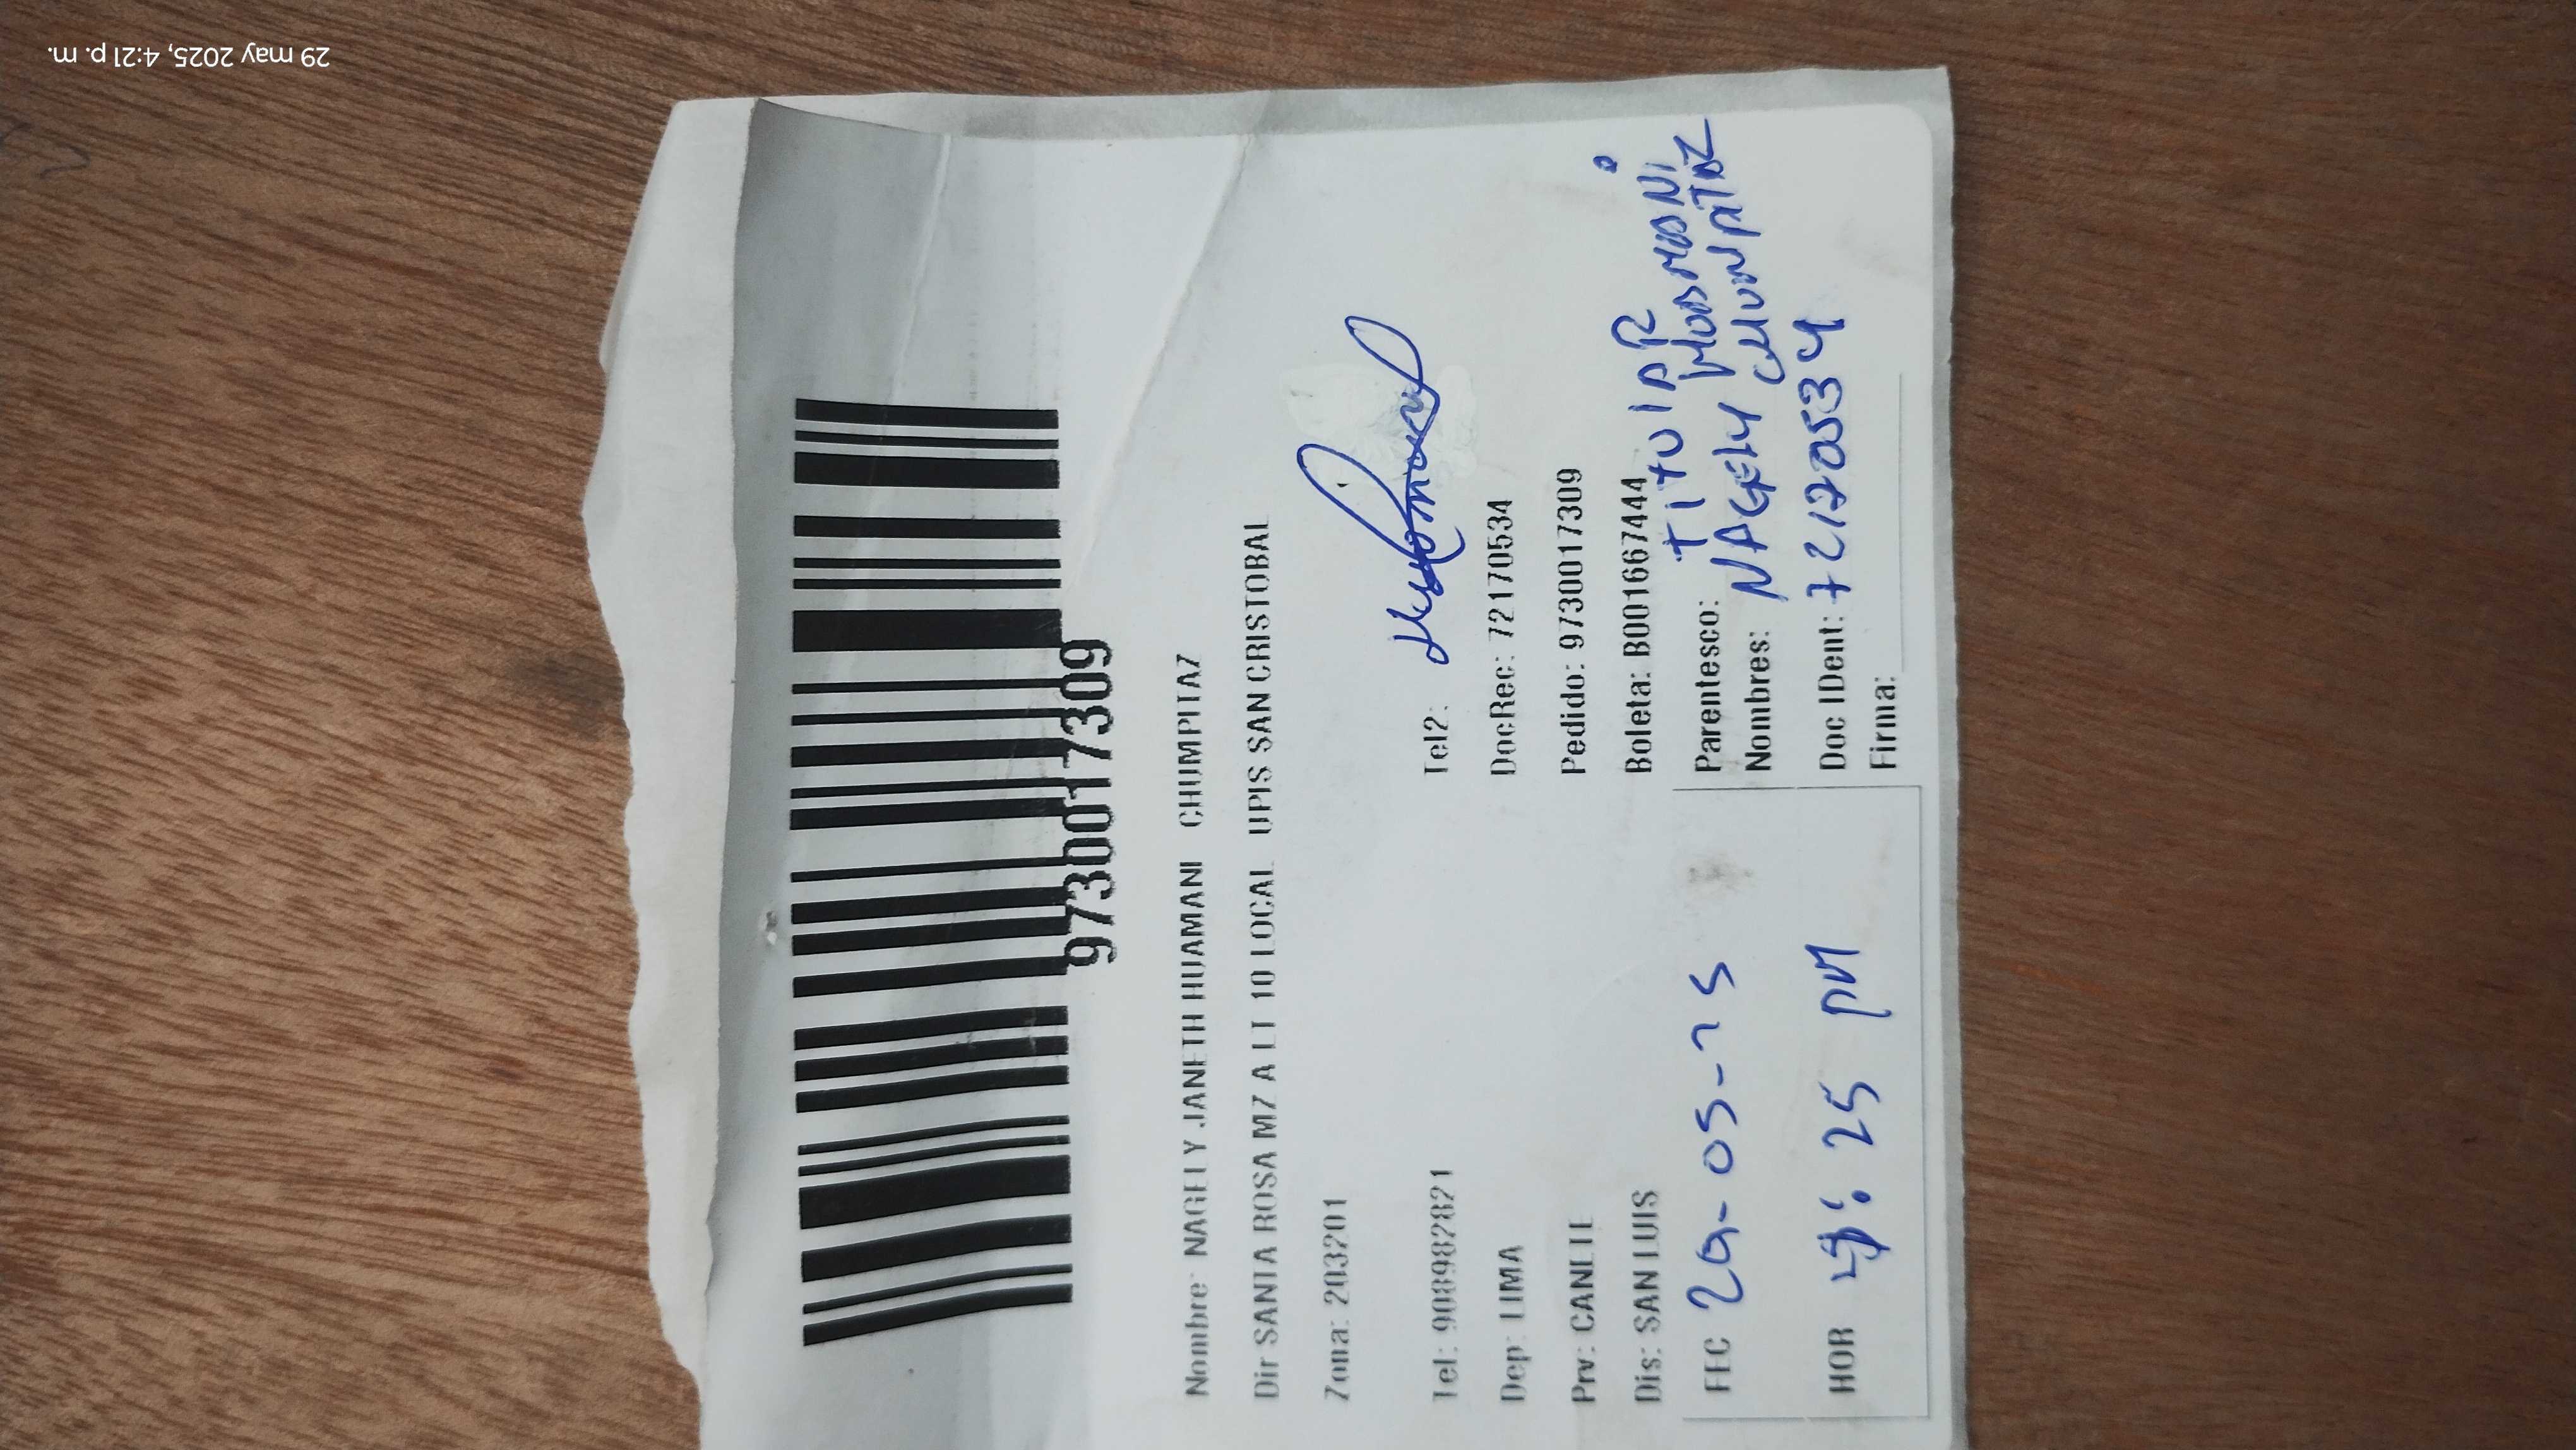 29 may 2025, 4:21 p. m.
9730017309
Nombre: NAGELY JANETH HUAMANI CHUMPITAZ
Dir SANTA ROSA MZ A LT 10 LOCAL UPIS SAN CRISTOBAL
Zona: 203201
Tel: 908982821 Tel2:
Dep: LIMA DocRec: 72170534
Prv: CANETE Pedido: 9730017309
Dis: SAN LUIS Boleta: B001667444
FEC 29-05-25 Parentesco: TITULAR
Nombres: NAGELY HUAMANI
CHUMPITAZ
HOR 4:25 PM Doc IDent: 72170534
Firma: